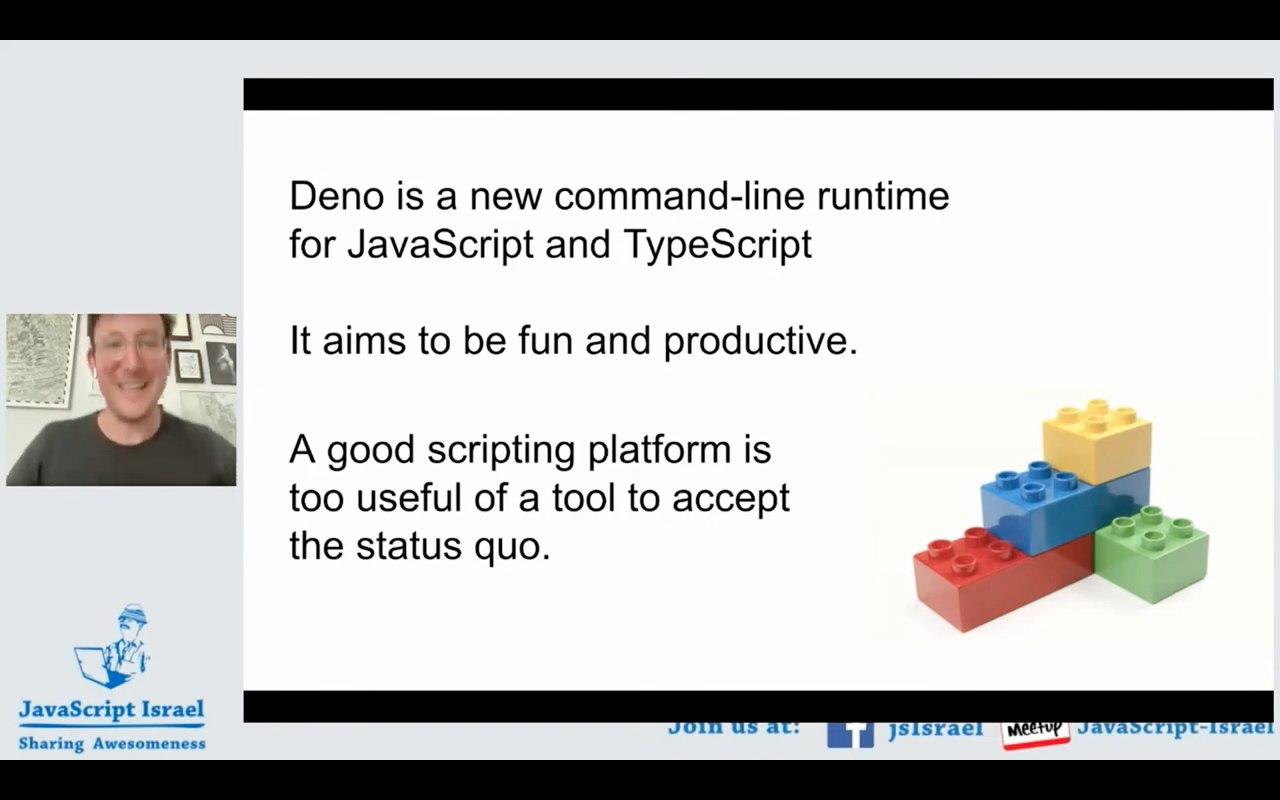 Deno is a new command-line runtime
for JavaScript and TypeScript
It aims to be fun and productive.
A good scripting platform is
too useful of a tool to accept
the status quo.
JavaScript Israel
Sharing Awesomeness
Join us at: jsIsrael Meetup JavaScript-Israel